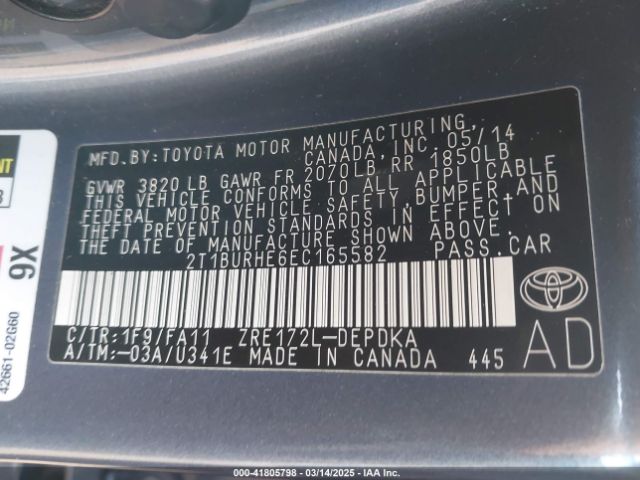 MFD.BY:TOYOTA MOTOR MANUFACTURING
CANADA, INC. 05/14
GVWR 3820 LB GAWR FR 2070LB RR 1850LB
THIS VEHICLE CONFORMS TO ALL APPLICABLE
FEDERAL MOTOR VEHICLE SAFETY, BUMPER, AND
THEFT PREVENTION STANDARDS IN EFFECT ON
THE DATE OF MANUFACTURE SHOWN ABOVE.
2T1BURHE6EC165582 PASS.CAR
C/TR:1F9/FA11 ZRE172L-DEPDKA
A/TM:-03A/U341E MADE IN CANADA 445
AD
9X
42661-02G60
000-41805798 - 03/14/2025 - IAAI.COM